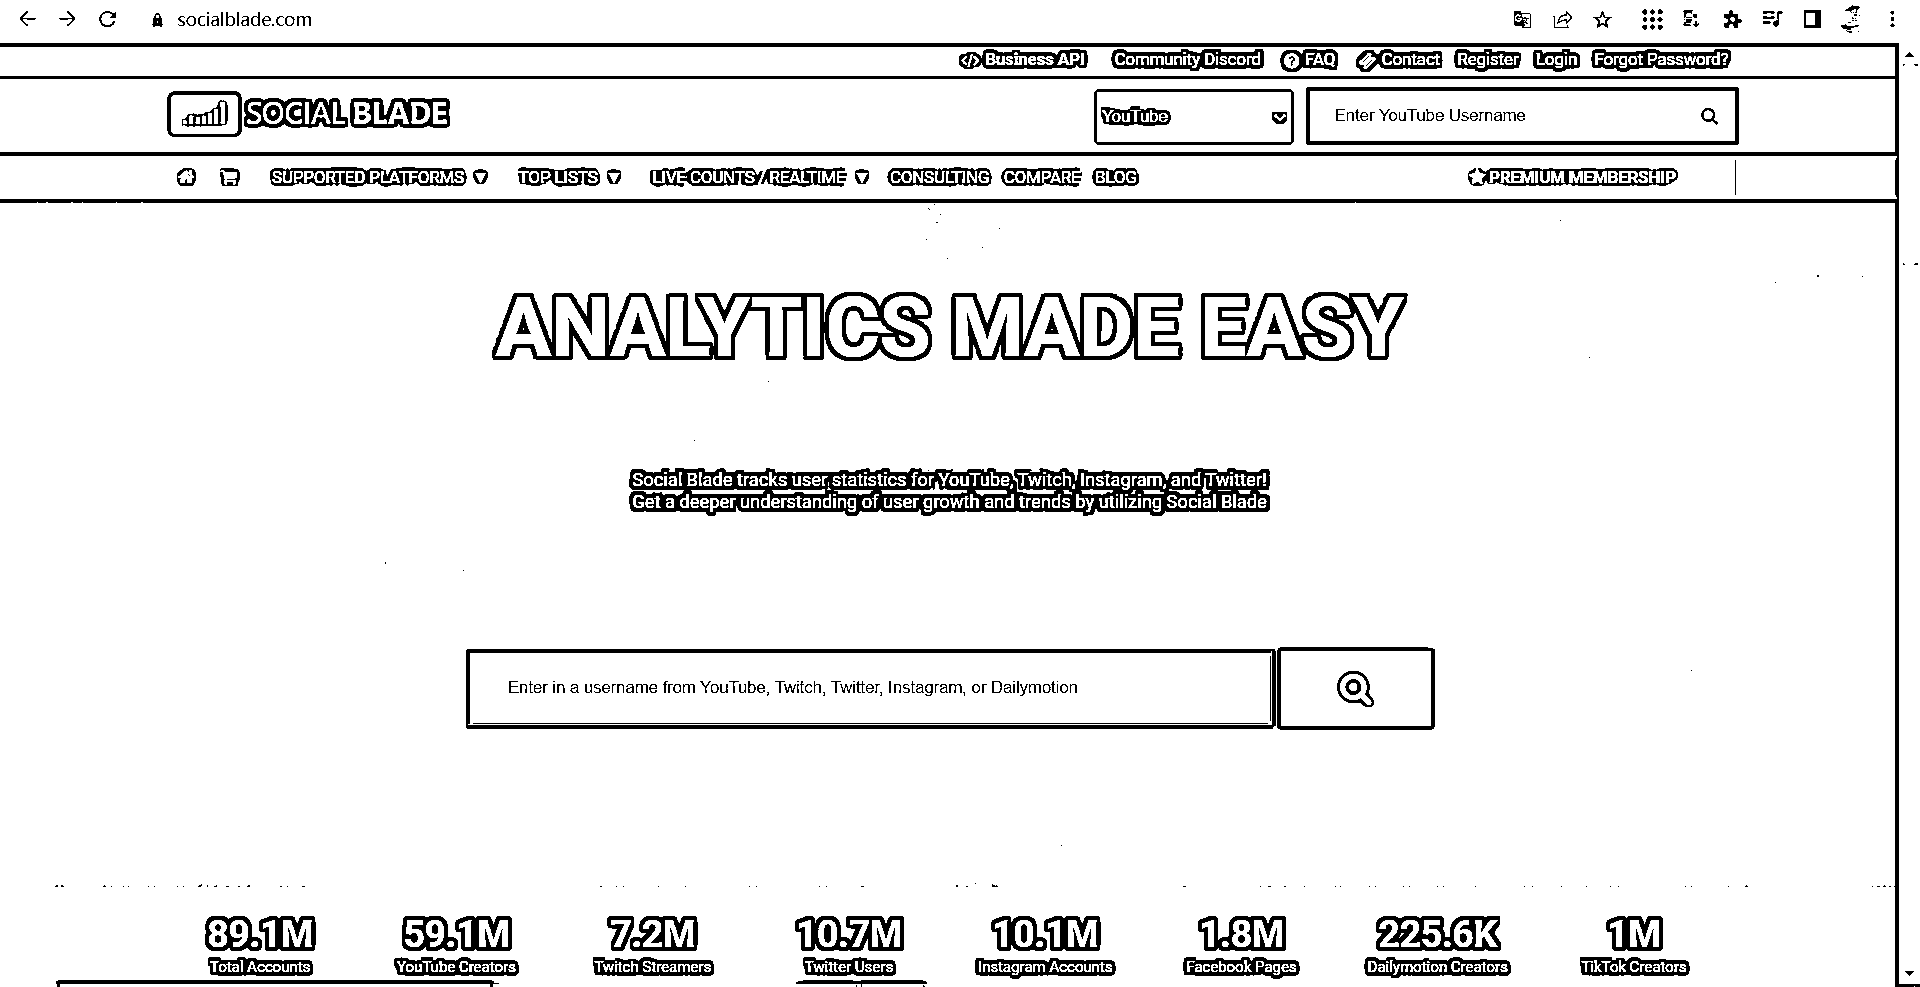 socialblade.com
</> Business API Community Discord FAQ Contact Register Login Forgot Password?
SOCIAL BLADE YouTube Enter YouTube Username
SUPPORTED PLATFORMS TOP LISTS LIVE COUNTS / REALTIME CONSULTING COMPARE BLOG PREMIUM MEMBERSHIP
ANALYTICS MADE EASY
Social Blade tracks user statistics for YouTube, Twitch, Instagram, and Twitter!
Get a deeper understanding of user growth and trends by utilizing Social Blade
Enter in a username from YouTube, Twitch, Twitter, Instagram, or Dailymotion
89.1M 59.1M 7.2M 10.7M 10.1M 1.8M 225.6K 1M
Total Accounts YouTube Creators Twitch Streamers Twitter Users Instagram Accounts Facebook Pages Dailymotion Creators TikTok Creators